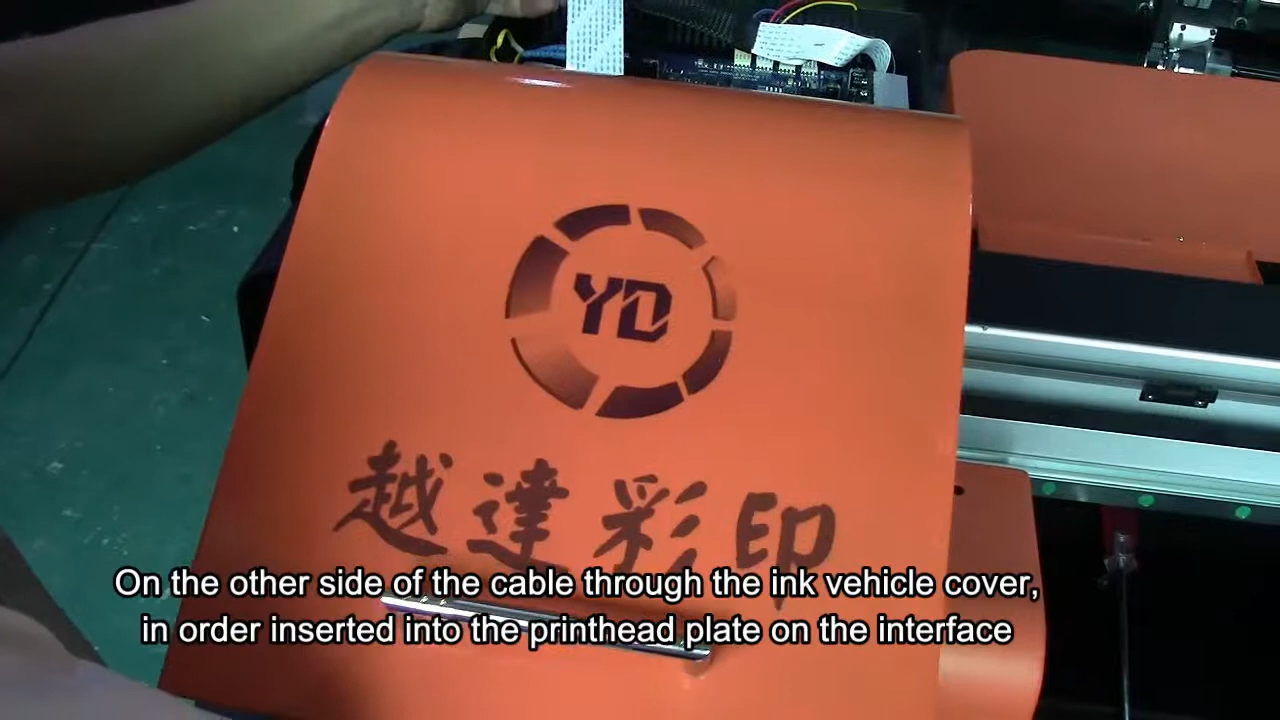 YD
越達彩印
On the other side of the cable through the ink vehicle cover,
in order inserted into the printhead plate on the interface